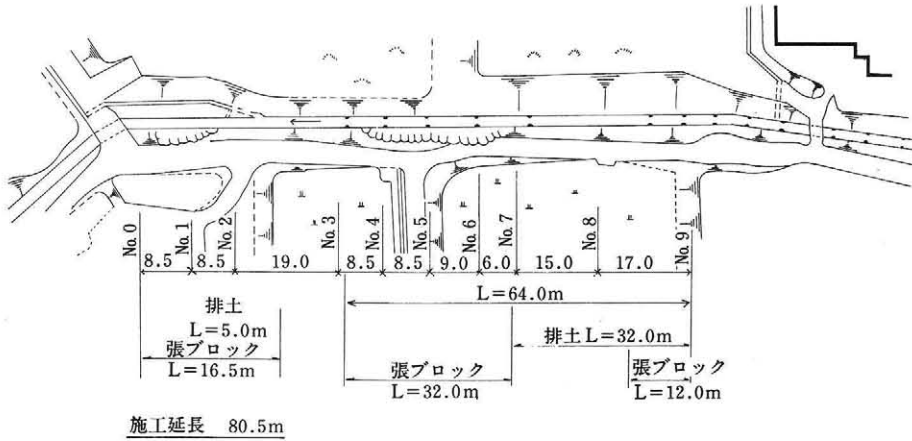 No.0
No.1
No.2
No.3
No.4
No.5
No.6
No.7
No.8
No.9
8.5 8.5 19.0 8.5 8.5 9.0 6.0 15.0 17.0
L=64.0m
排土
L=5.0m
張ブロック
L=16.5m
排土 L=32.0m
張ブロック
L=32.0m
張ブロック
L=12.0m
施工延長 80.5m